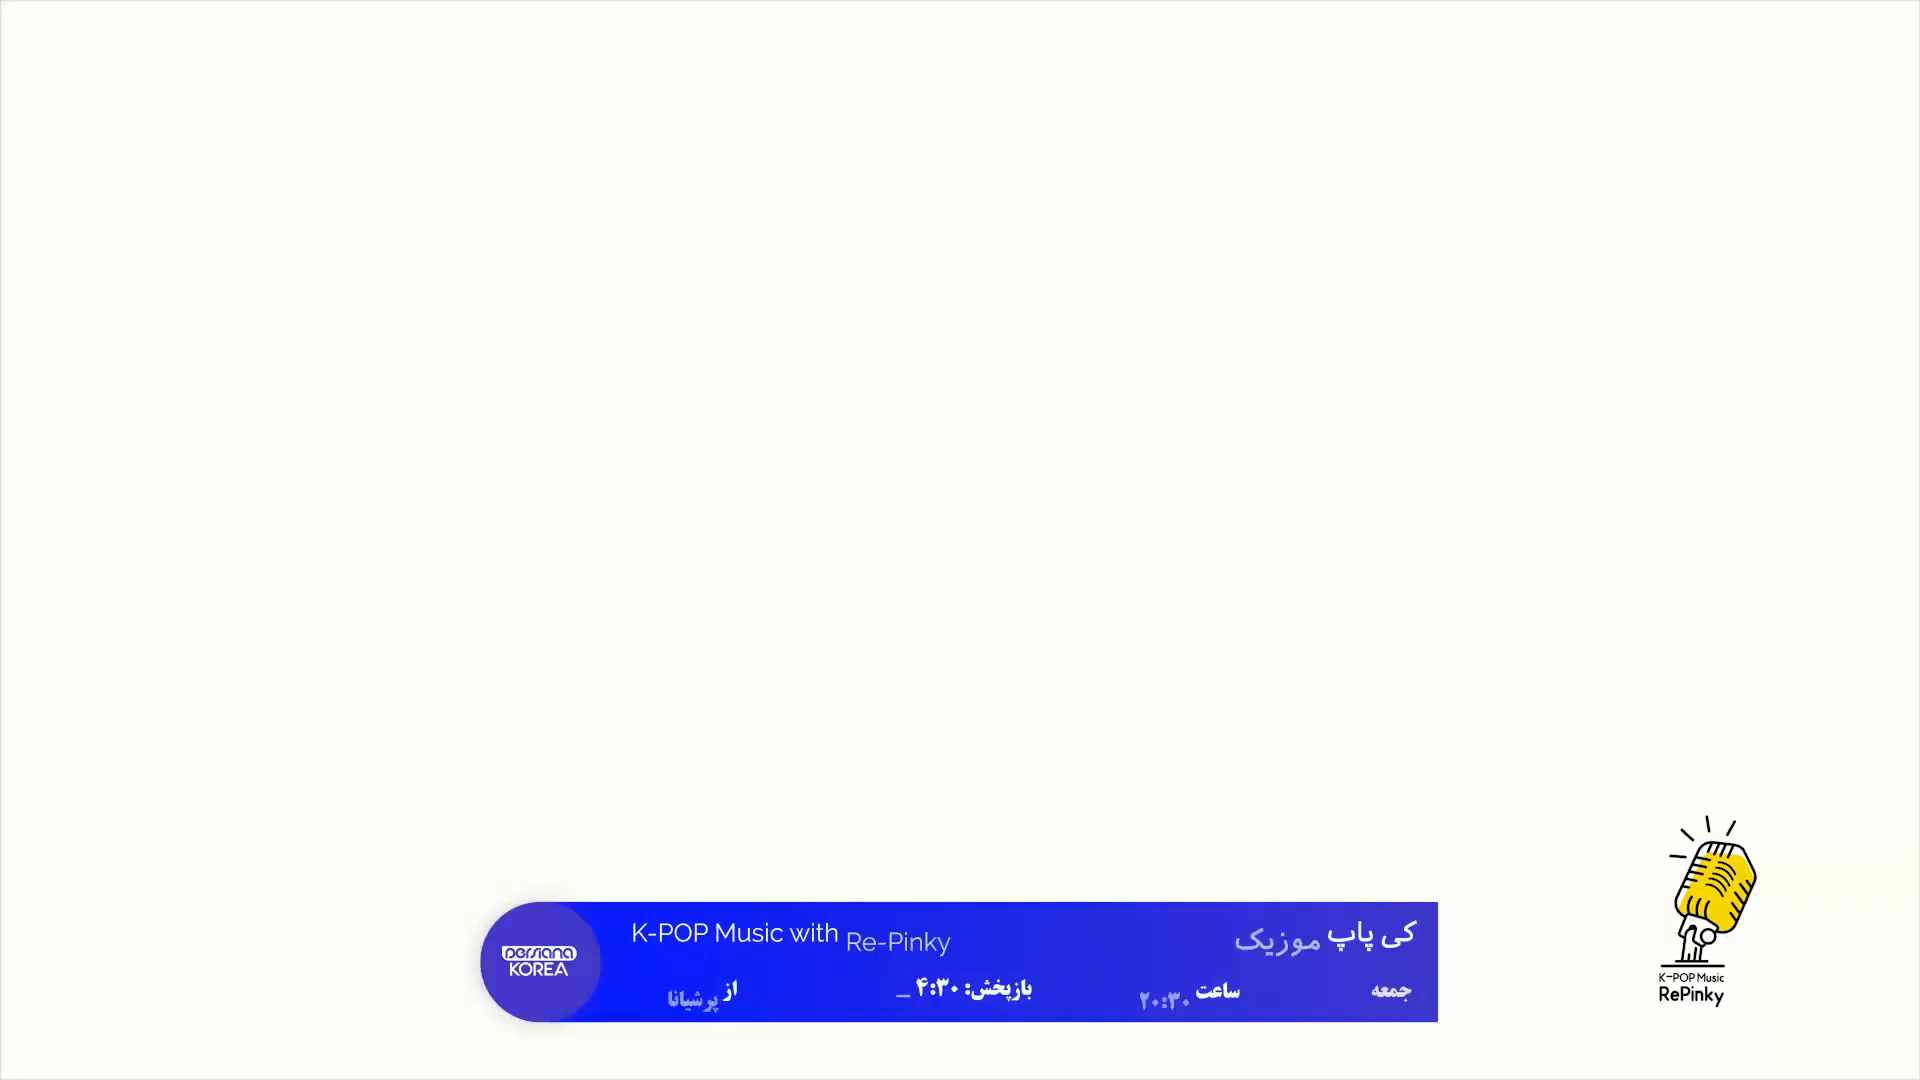 K-POP Music with Re-Pinky
کی پاپ موزیک
جمعه
ساعت ۲۰:۳۰
بازپخش: ۴:۳۰ _
از پرشیانا
persiana
KOREA
K-POP Music
RePinky